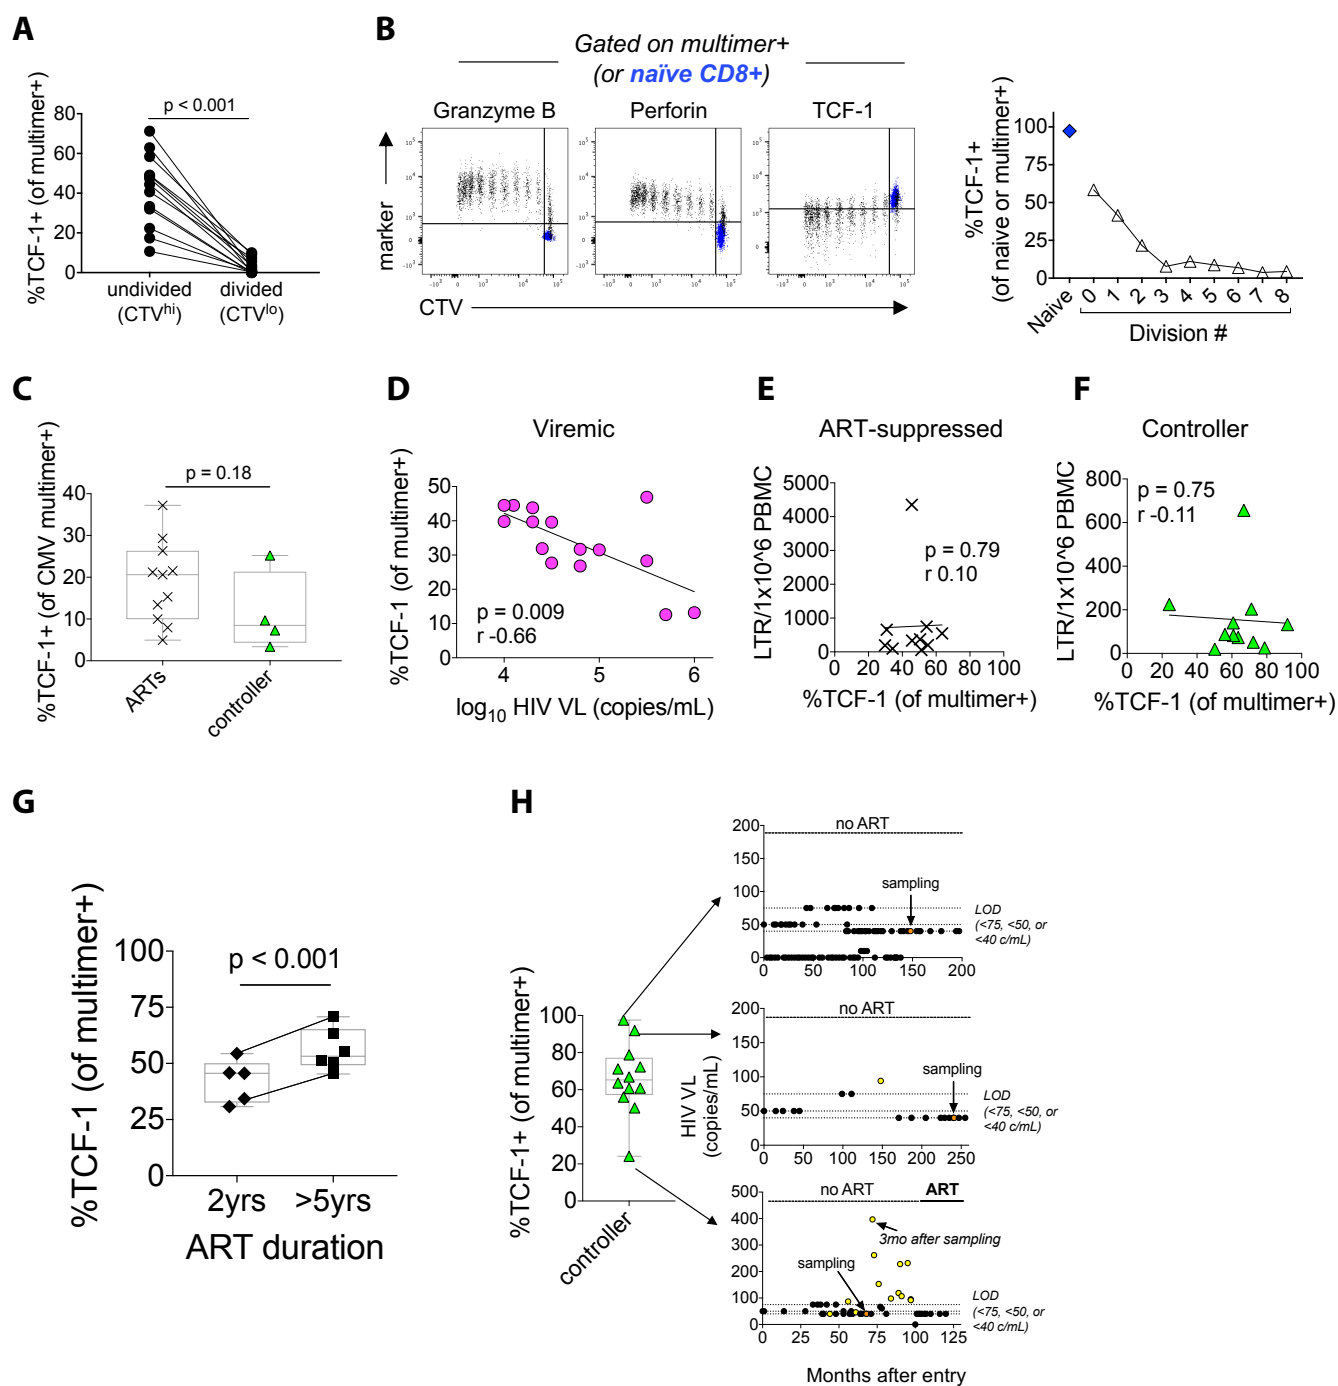 A
p < 0.001
80
60
40
20
0
%TCF-1+ (of multimer+)
undivided
(CTVhi)
divided
(CTVlo)
B
Gated on multimer+
(or naïve CD8+)
Granzyme B
Perforin
TCF-1
marker
CTV
%TCF-1+
(of naive or multimer+)
100
75
50
25
0
Naive
0 1 2 3 4 5 6 7 8
Division #
C
p = 0.18
%TCF-1+ (of CMV multimer+)
40
30
20
10
0
ARTs
controller
D
Viremic
%TCF-1 (of multimer+)
50
40
30
20
10
0
p = 0.009
r -0.66
4 5 6
log10 HIV VL (copies/mL)
E
ART-suppressed
LTR/1x10^6 PBMC
5000
4000
3000
2000
1000
0
p = 0.79
r 0.10
0 20 40 60 80 100
%TCF-1 (of multimer+)
F
Controller
LTR/1x10^6 PBMC
800
600
400
200
0
p = 0.75
r -0.11
0 20 40 60 80 100
%TCF-1 (of multimer+)
G
%TCF-1 (of multimer+)
100
75
50
25
0
p < 0.001
2yrs >5yrs
ART duration
H
%TCF-1+ (of multimer+)
100
80
60
40
20
0
controller
HIV VL
(copies/mL)
no ART
200
150
100
50
0
sampling
LOD
(<75, <50, or
<40 c/mL)
0 50 100 150 200
no ART
200
150
100
50
0
sampling
LOD
(<75, <50, or
<40 c/mL)
0 50 100 150 200 250
no ART ART
500
400
300
200
100
0
3mo after sampling
sampling
LOD
(<75, <50, or
<40 c/mL)
0 25 50 75 100 125
Months after entry